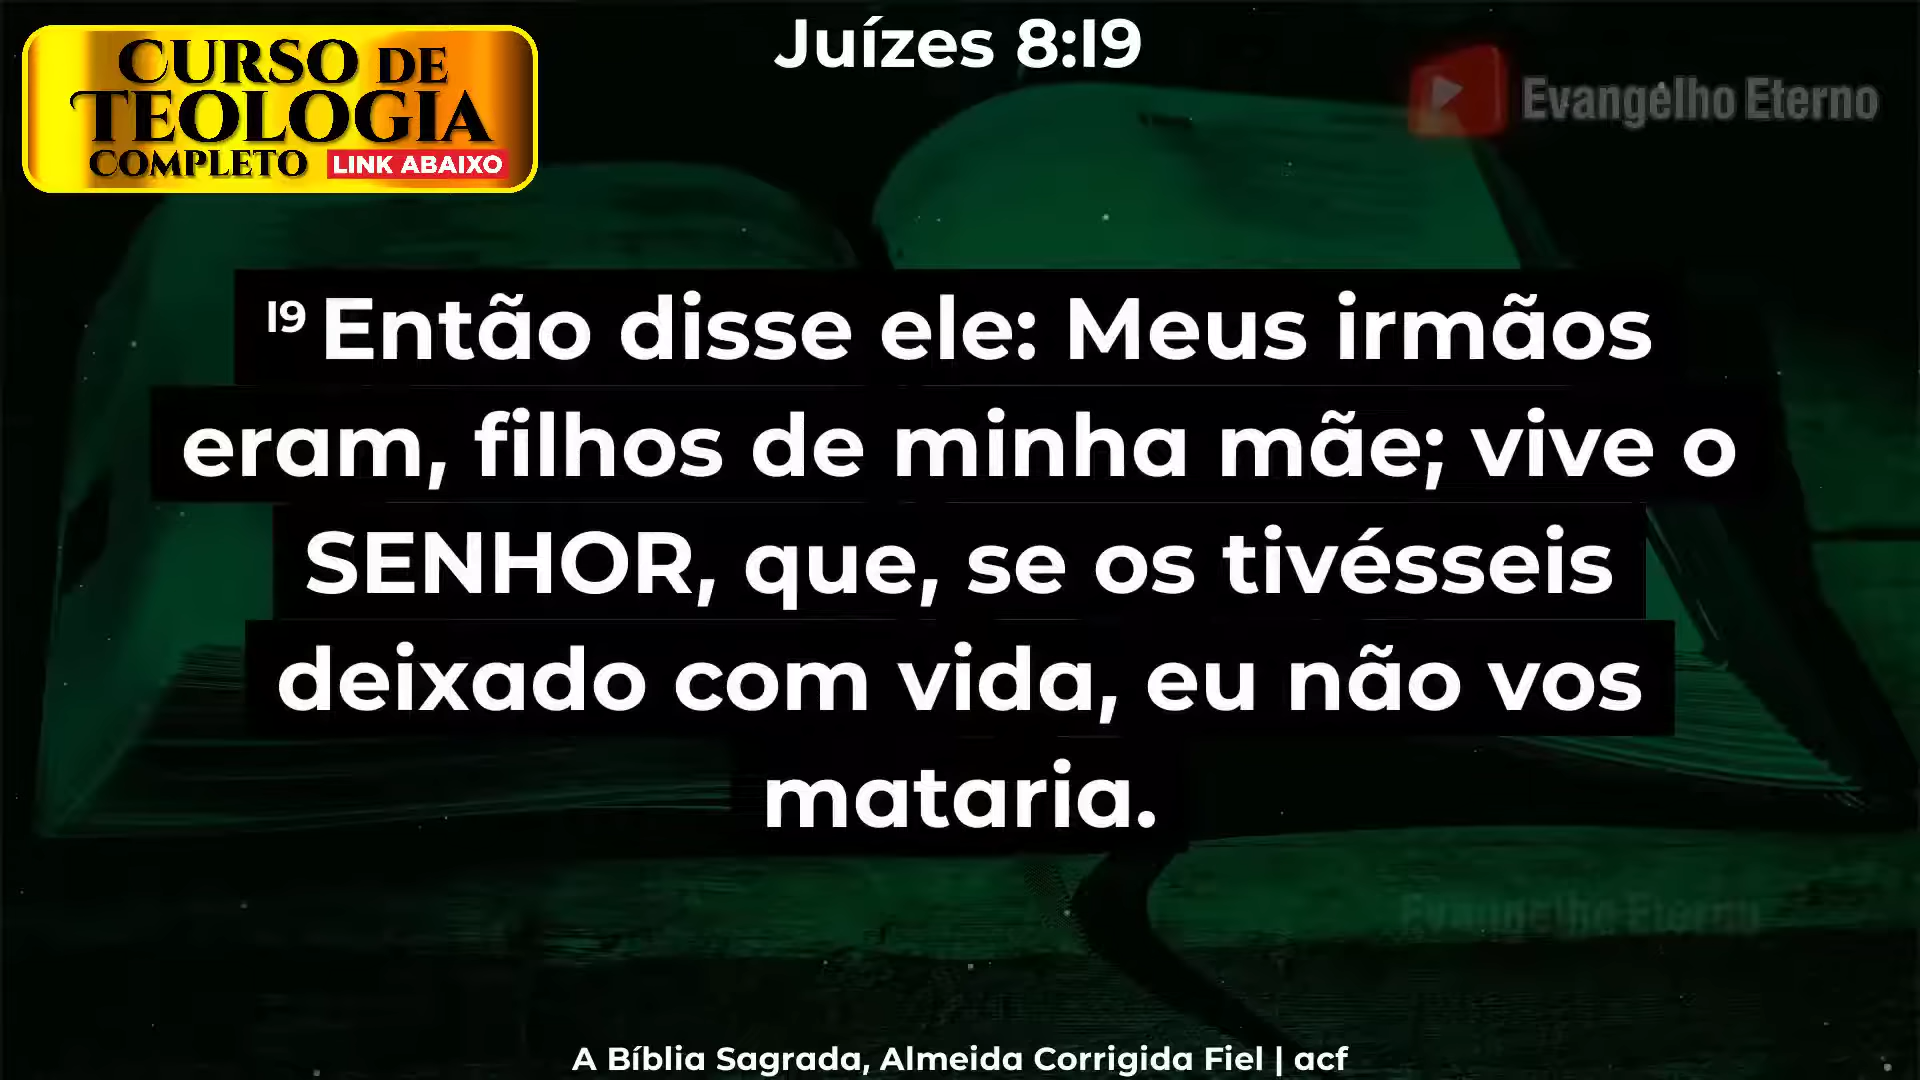 Juízes 8:19
CURSO DE
TEOLOGIA
COMPLETO LINK ABAIXO
Evangelho Eterno
19 Então disse ele: Meus irmãos
eram, filhos de minha mãe; vive o
SENHOR, que, se os tivésseis
deixado com vida, eu não vos
mataria.
Evangelho Eterno
A Bíblia Sagrada, Almeida Corrigida Fiel | acf